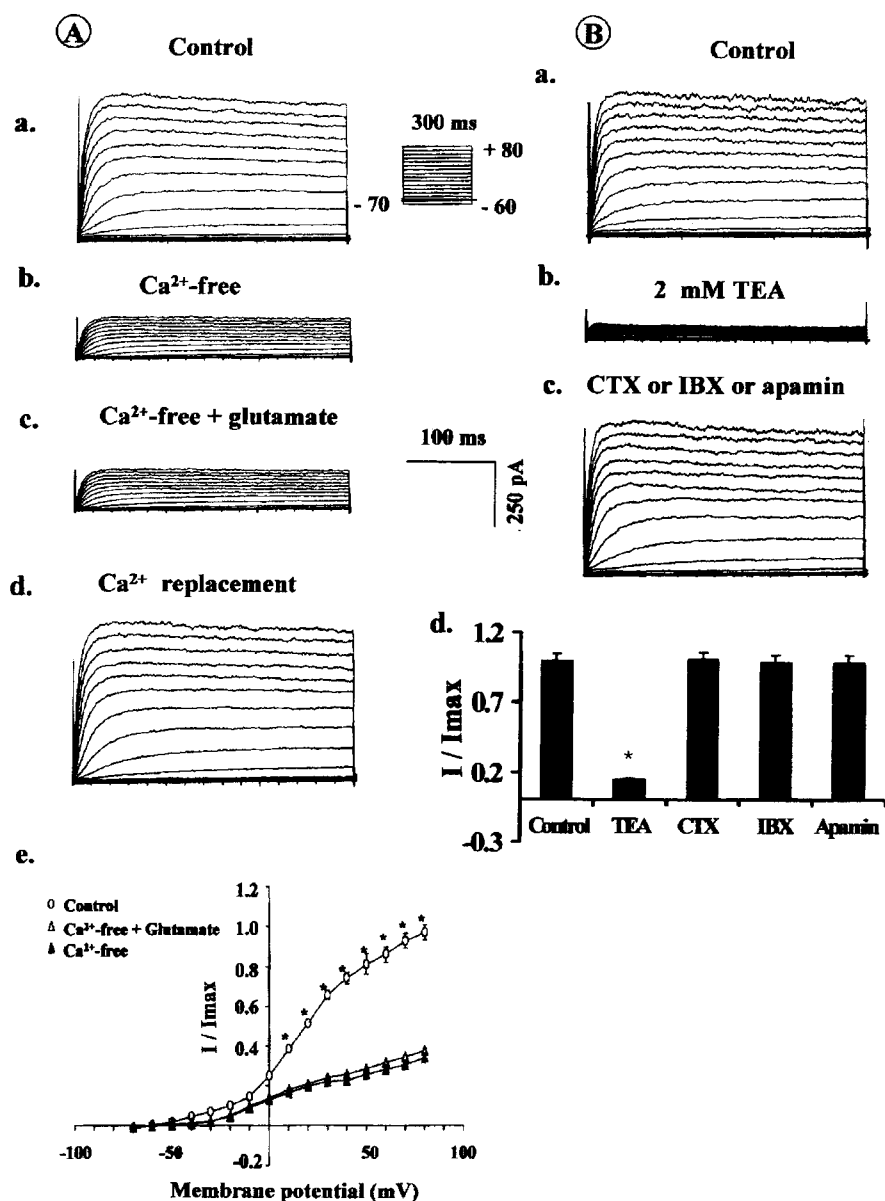 A
Control
a.
300 ms
+ 80
- 70
- 60
b.
Ca²⁺-free
c.
Ca²⁺-free + glutamate
100 ms
250 pA
d.
Ca²⁺ replacement
B
Control
a.
b.
2 mM TEA
c.
CTX or IBX or apamin
d.
1.2
0.7
0.2
-0.3
I / Imax
*
Control TEA CTX IBX Apamin
e.
Control
Ca²⁺-free + Glutamate
Ca²⁺-free
1.2
1.0
0.8
0.6
0.4
-0.2
I / Imax
* * * * * * * *
-100 -50 0 50 100
Membrane potential (mV)